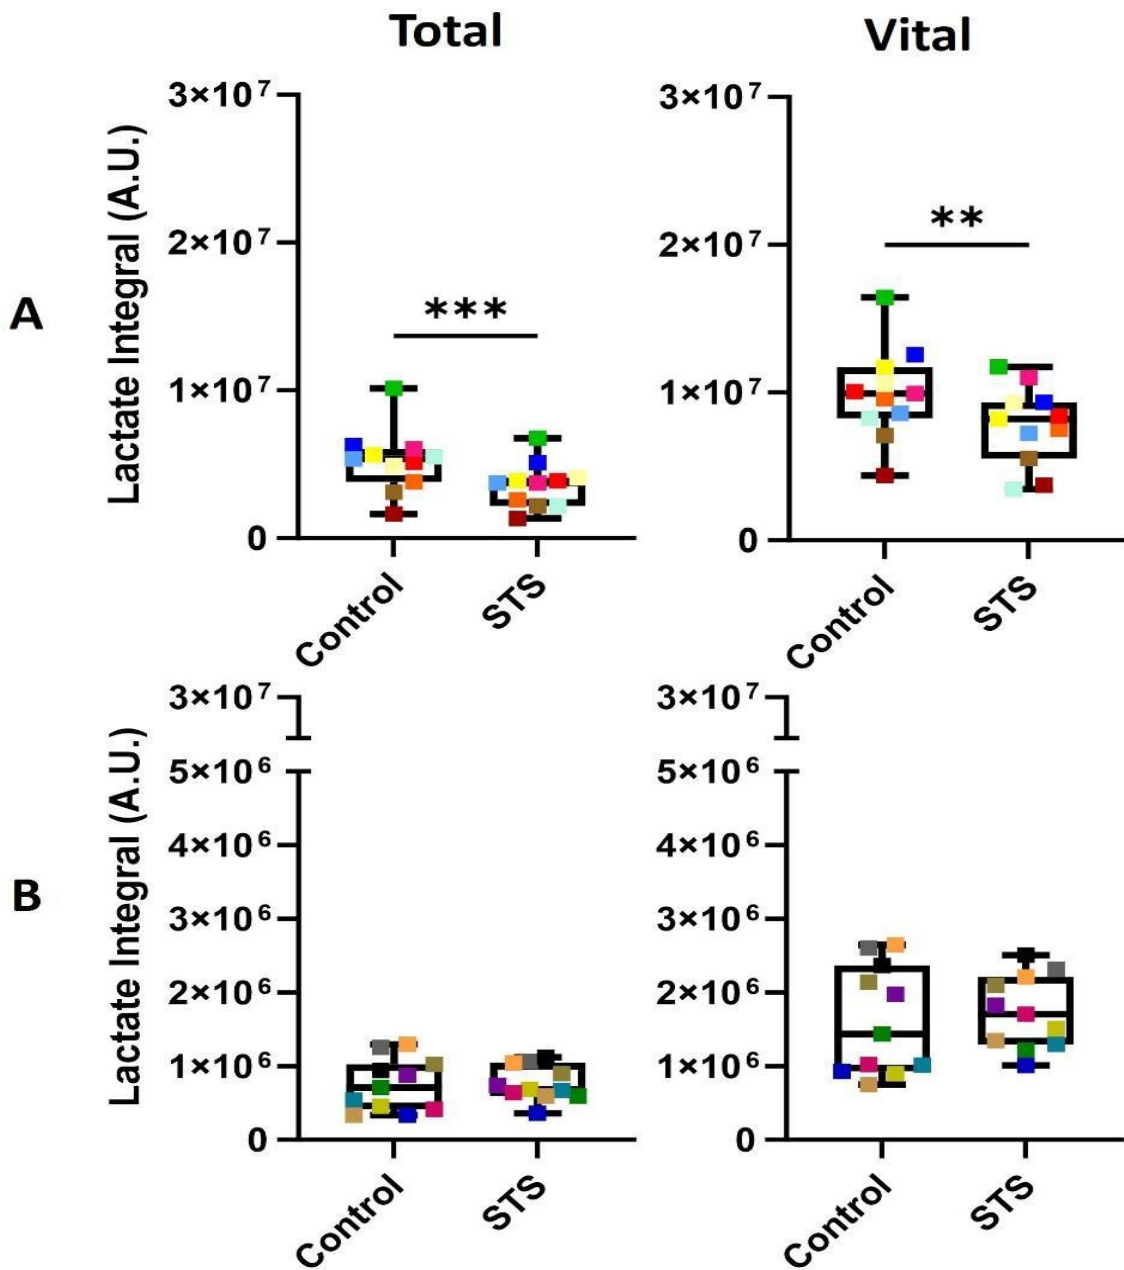 Total
Vital
A
Lactate Integral (A.U.)
3×10⁷
2×10⁷
1×10⁷
0
***
Control
STS
3×10⁷
2×10⁷
1×10⁷
0
**
Control
STS
B
Lactate Integral (A.U.)
3×10⁷
5×10⁶
4×10⁶
3×10⁶
2×10⁶
1×10⁶
0
Control
STS
3×10⁷
5×10⁶
4×10⁶
3×10⁶
2×10⁶
1×10⁶
0
Control
STS